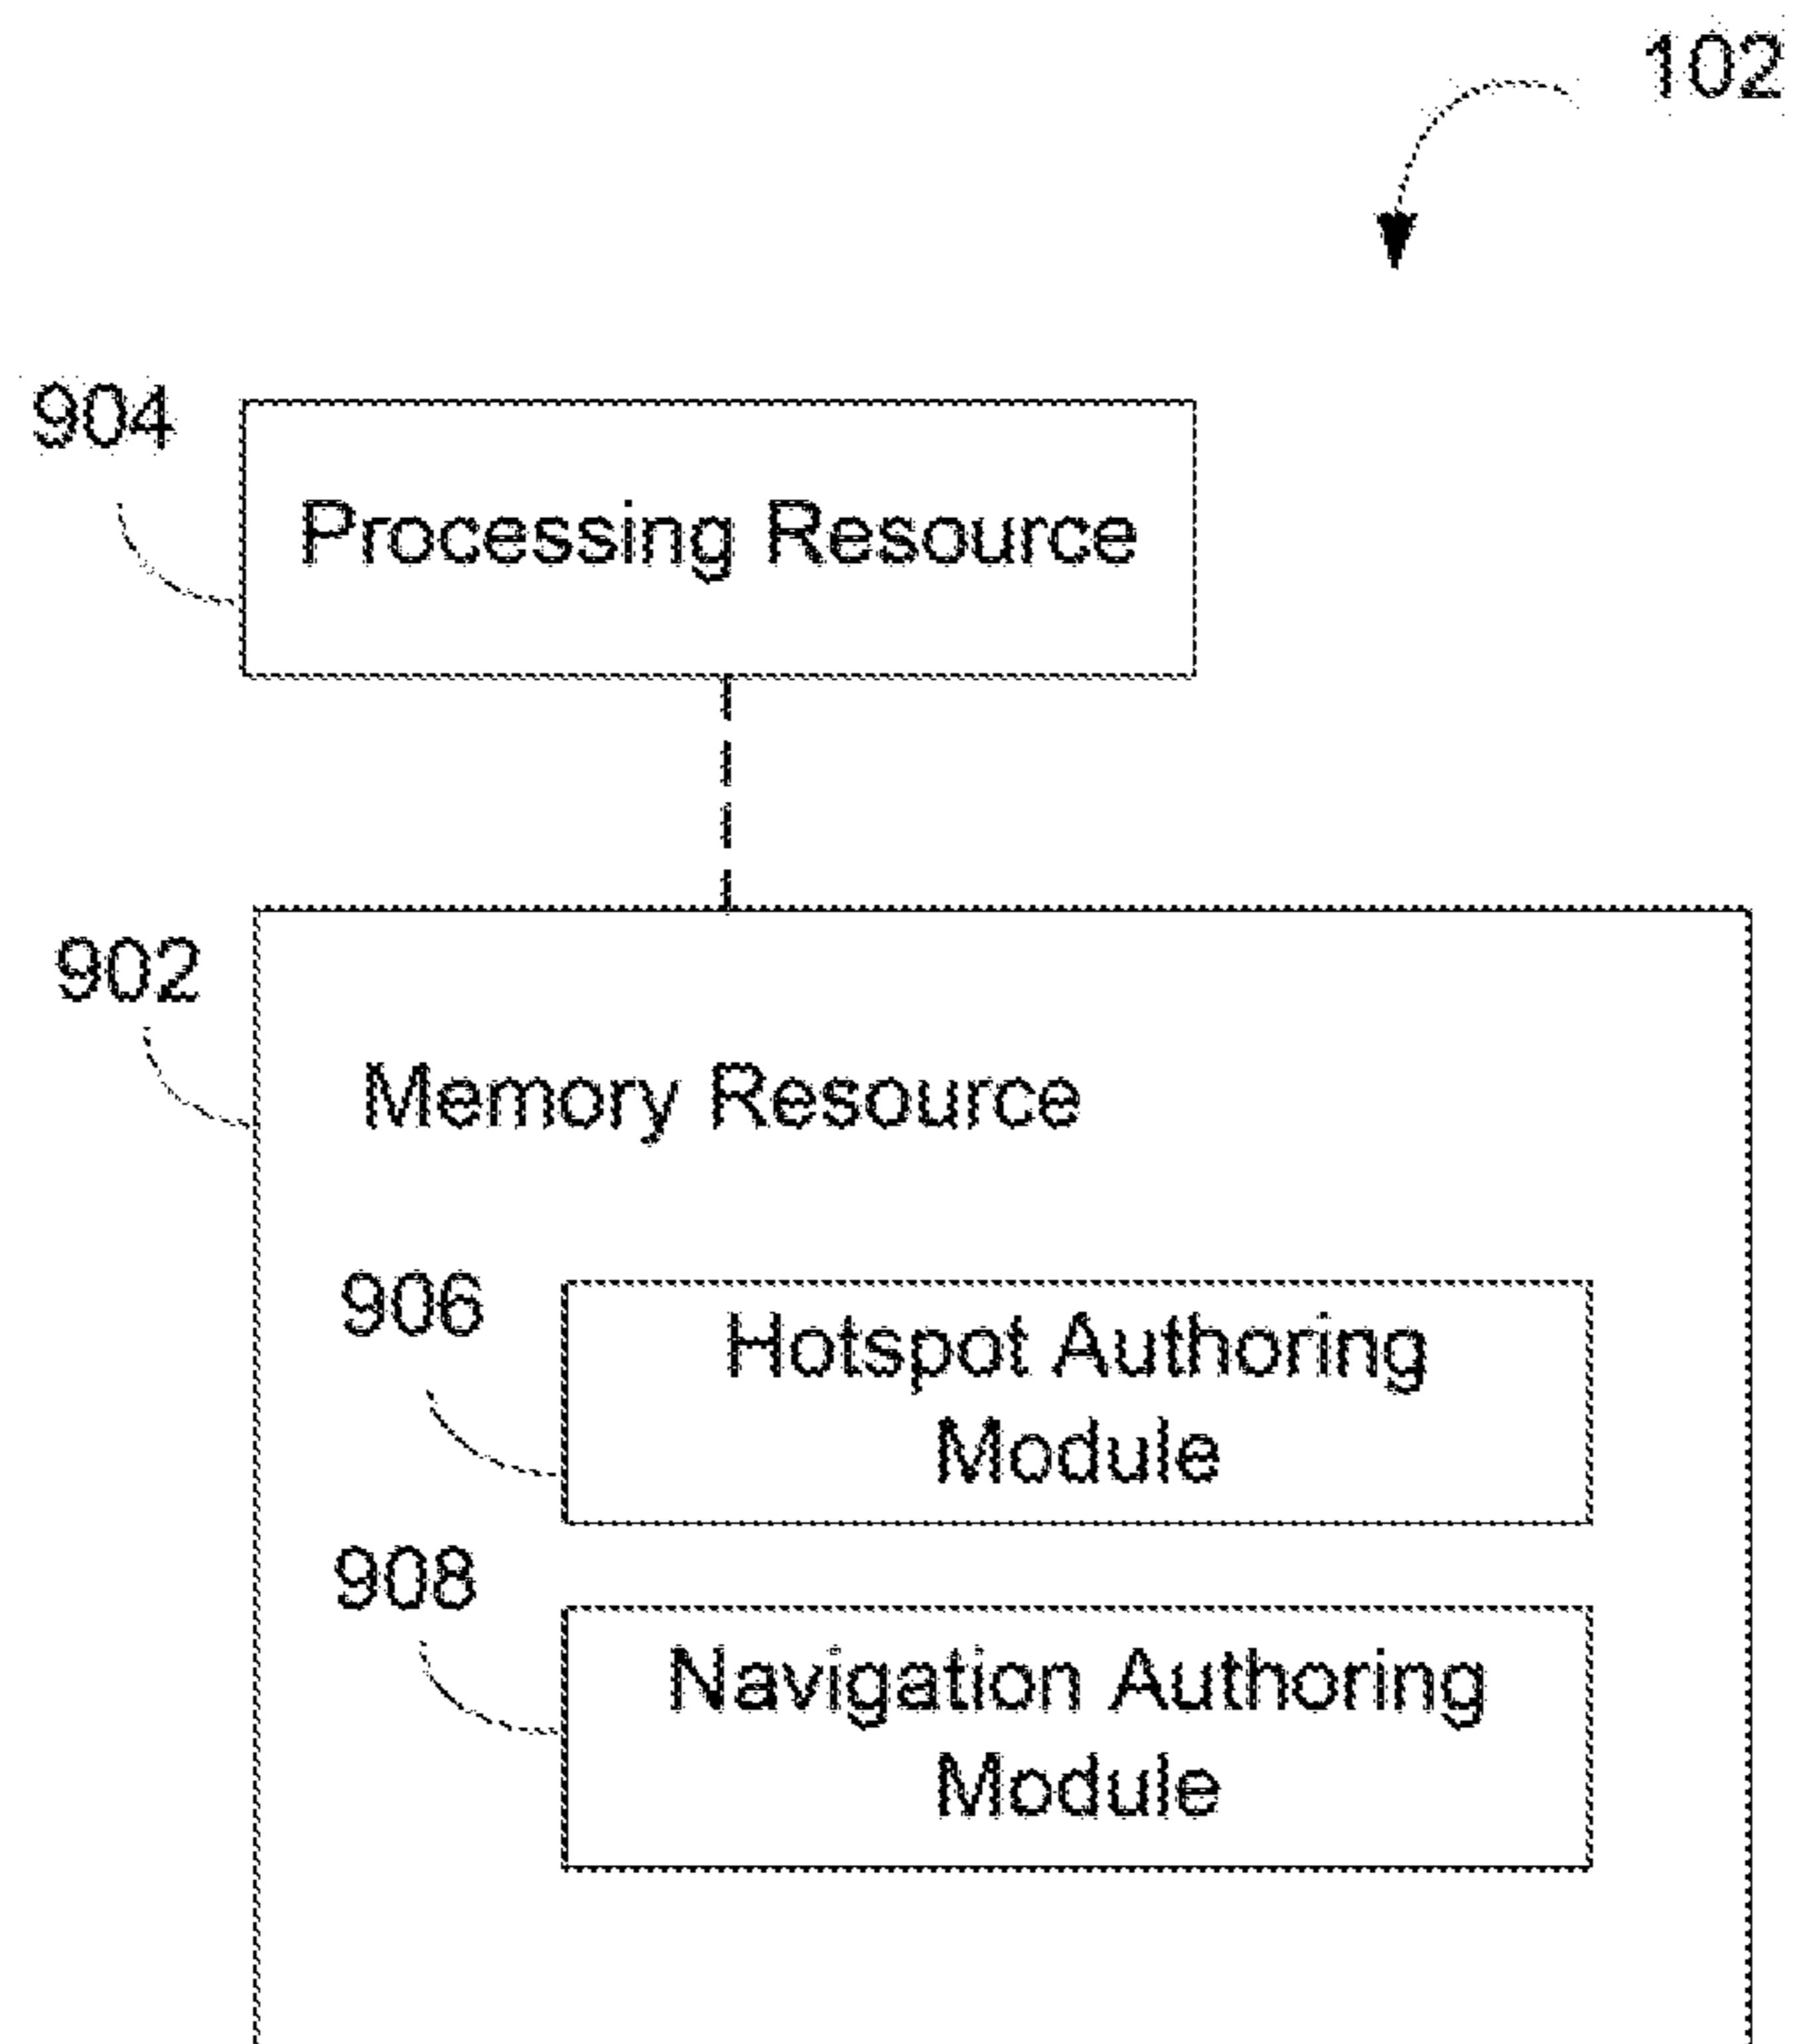 102
904
Processing Resource
902
Memory Resource
906
Hotspot Authoring
Module
908
Navigation Authoring
Module